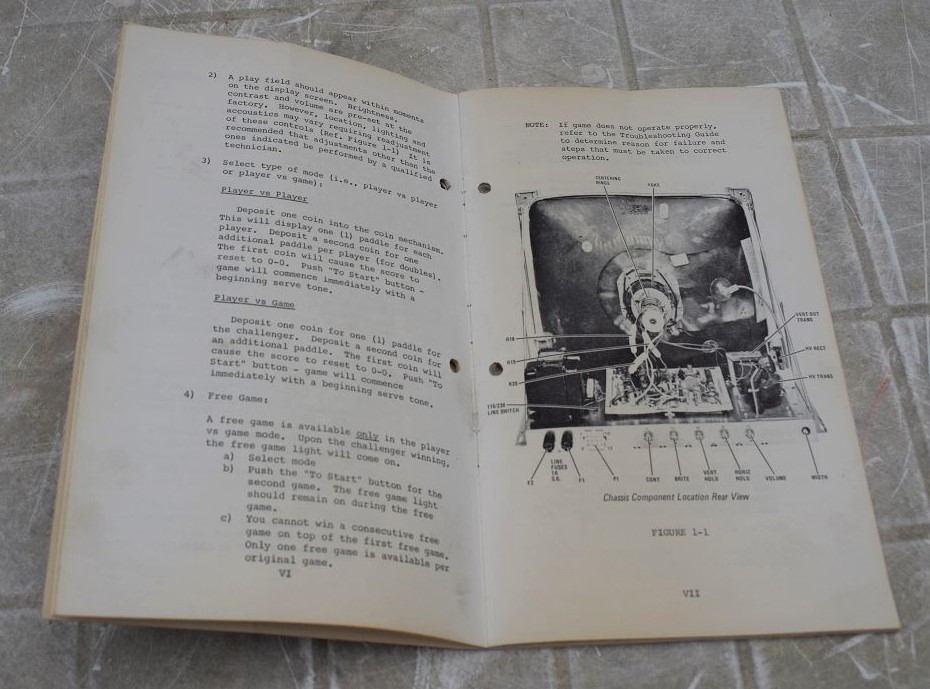 2) A play field should appear within moments
on the display screen. Brightness,
contrast and volume are pre-set at the
factory. However, location, lighting and
accoustics may vary requiring readjustment
of these controls (Ref. Figure 1-1) It is
recommended that adjustments other than the
ones indicated be performed by a qualified
technician.
3) Select type of mode (i.e., player vs player
or player vs game):
Player vs Player
Deposit one coin into the coin mechanism.
This will display one (1) paddle for each
player. Deposit a second coin for one
additional paddle per player (for doubles).
The first coin will cause the score to
reset to 0-0. Push "To Start" button -
game will commence immediately with a
beginning serve tone.
Player vs Game
Deposit one coin for one (1) paddle for
the challenger. Deposit a second coin for
an additional paddle. The first coin will
cause the score to reset to 0-0. Push "To
Start" button - game will commence
immediately with a beginning serve tone.
4) Free Game:
A free game is available only in the player
vs game mode. Upon the challenger winning,
the free game light will come on.
a) Select mode
b) Push the "To Start" button for the
second game. The free game light
should remain on during the free
game.
c) You cannot win a consecutive free
game on top of the first free game.
Only one free game is available per
original game.
VI
NOTE: If game does not operate properly,
refer to the Troubleshooting Guide
to determine reason for failure and
steps that must be taken to correct
operation.
CENTERING
RINGS
YOKE
VERT OUT
TRANS
HV RECT
HV TRANS
115/230
LINE SWITCH
F2
LINE
FUSES
F1
P1
CONT
BRITE
VERT
HOLD
HORIZ
HOLD
VOLUME
WIDTH
Chassis Component Location Rear View
FIGURE 1-1
VII